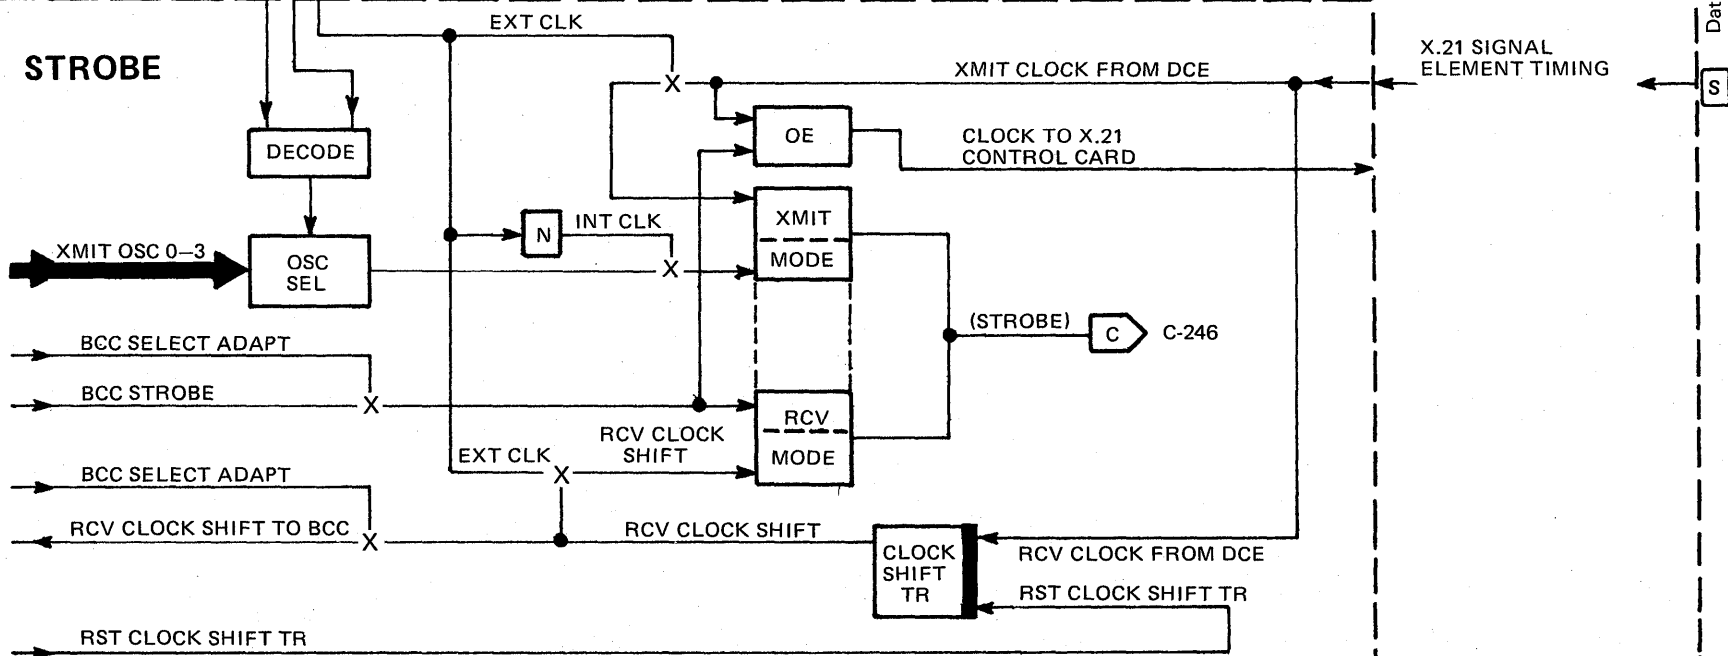 EXT CLK
Dat
STROBE
X.21 SIGNAL
ELEMENT TIMING
XMIT CLOCK FROM DCE
X
S
OE
CLOCK TO X.21
CONTROL CARD
DECODE
XMIT
MODE
N
INT CLK
X
XMIT OSC 0–3
OSC
SEL
(STROBE)
C
C-246
BCC SELECT ADAPT
BCC STROBE
X
RCV
MODE
RCV CLOCK
SHIFT
EXT CLK
X
BCC SELECT ADAPT
RCV CLOCK SHIFT TO BCC
X
RCV CLOCK SHIFT
CLOCK
SHIFT
TR
RCV CLOCK FROM DCE
RST CLOCK SHIFT TR
RST CLOCK SHIFT TR